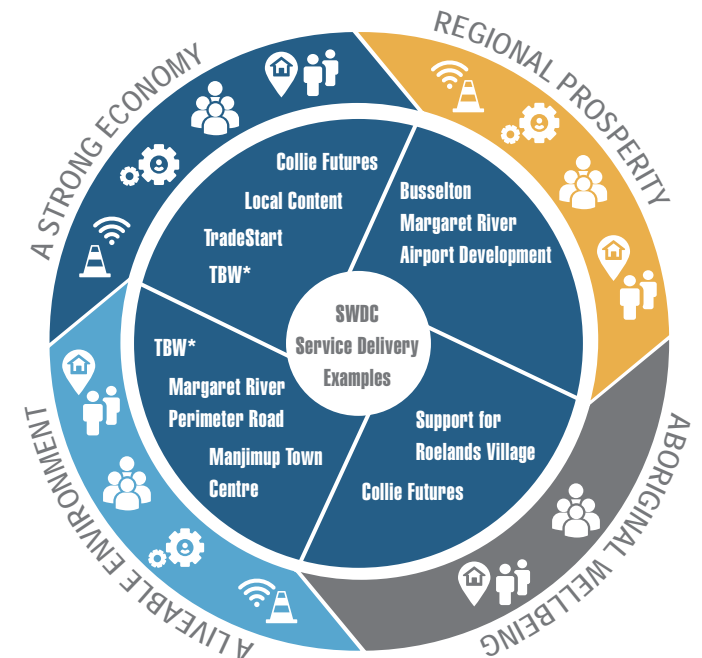 A STRONG ECONOMY
REGIONAL PROSPERITY
Collie Futures
Local Content
TradeStart
TBW*
Busselton
Margaret River
Airport Development
SWDC
Service Delivery
Examples
TBW*
Margaret River
Perimeter Road
Manjimup Town
Centre
Support for
Roelands Village
Collie Futures
A LIVEABLE ENVIRONMENT
ABORIGINAL WELLBEING